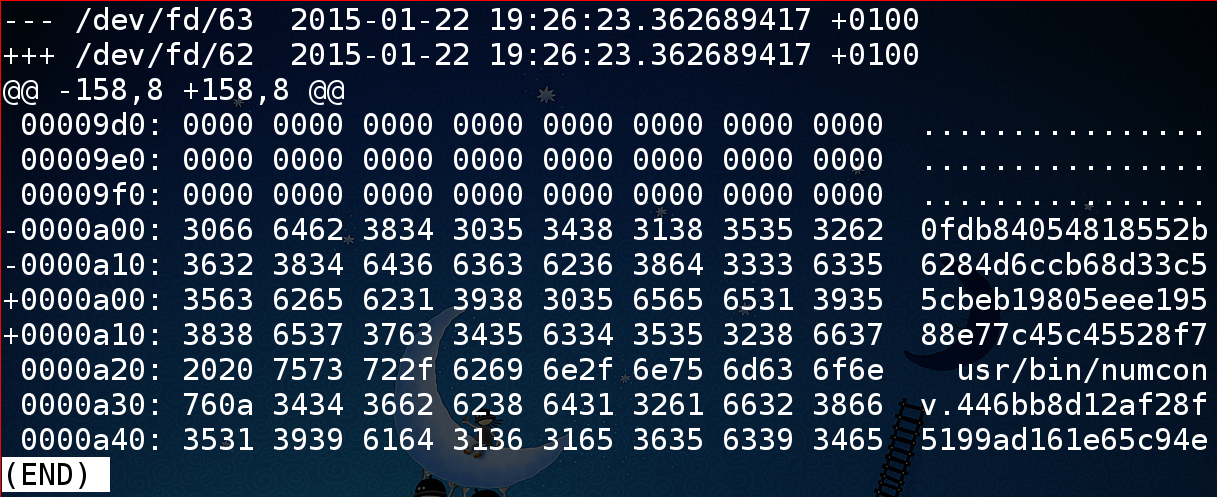 --- /dev/fd/63  2015-01-22 19:26:23.362689417 +0100
+++ /dev/fd/62  2015-01-22 19:26:23.362689417 +0100
@@ -158,8 +158,8 @@
 00009d0: 0000 0000 0000 0000 0000 0000 0000 0000  ................
 00009e0: 0000 0000 0000 0000 0000 0000 0000 0000  ................
 00009f0: 0000 0000 0000 0000 0000 0000 0000 0000  ................
-0000a00: 3066 6462 3834 3035 3438 3138 3535 3262  0fdb84054818552b
-0000a10: 3632 3834 6436 6363 6236 3864 3333 6335  6284d6ccb68d33c5
+0000a00: 3563 6265 6231 3938 3035 6565 6531 3935  5cbeb19805eee195
+0000a10: 3838 6537 3763 3435 6334 3535 3238 6637  88e77c45c45528f7
 0000a20: 2020 7573 722f 6269 6e2f 6e75 6d63 6f6e    usr/bin/numcon
 0000a30: 760a 3434 3662 6238 6431 3261 6632 3866  v.446bb8d12af28f
 0000a40: 3531 3939 6164 3136 3165 3635 6339 3465  5199ad161e65c94e
(END)